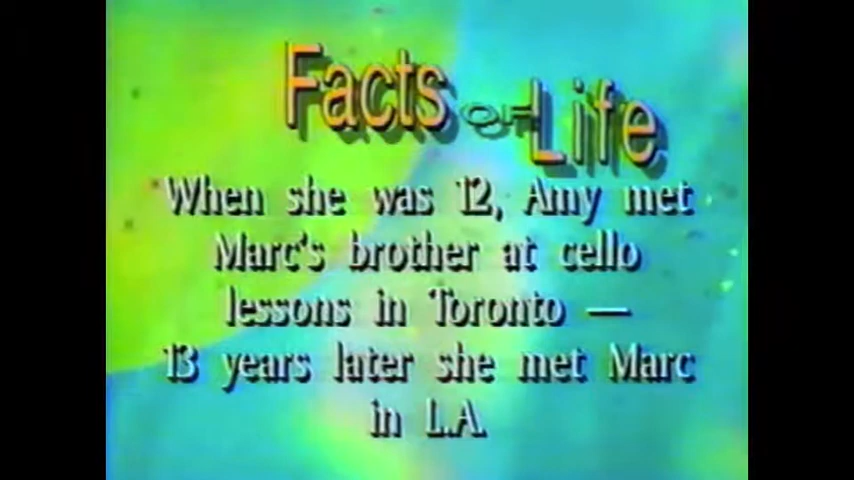 Facts OF Life
When she was 12, Amy met
Marc's brother at cello
lessons in Toronto —
13 years later she met Marc
in L.A.